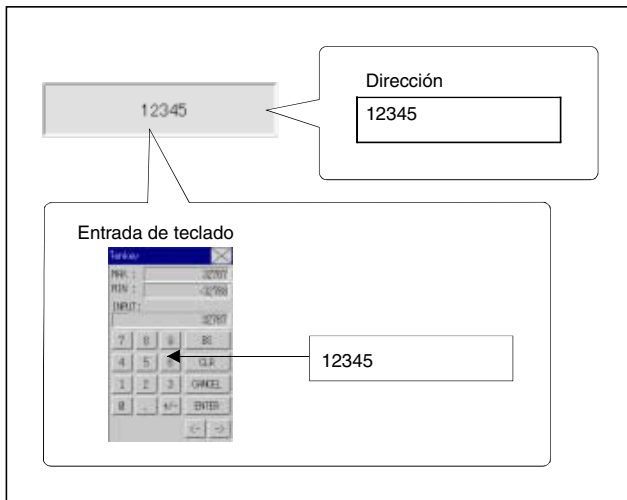 Dirección
12345
12345
Entrada de teclado
Tenkey
MAX : 32767
MIN : -32768
INPUT:
32767
7 8 9 BS
4 5 6 CLR
1 2 3 CANCEL
0 . +/- ENTER
<- ->
12345